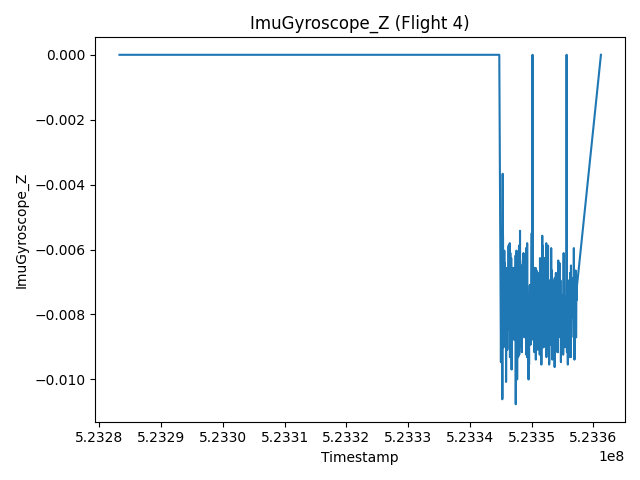 ImuGyroscope_Z (Flight 4)
0.000
−0.002
−0.004
−0.006
−0.008
−0.010
ImuGyroscope_Z
5.2328 5.2329 5.2330 5.2331 5.2332 5.2333 5.2334 5.2335 5.2336
Timestamp
1e8